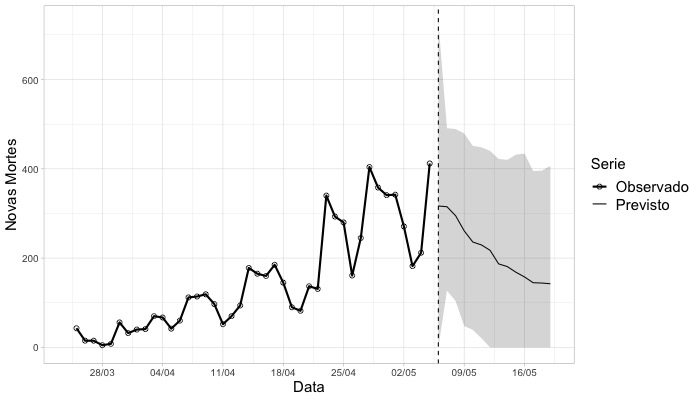 Novas Mortes
600
400
200
0
28/03
04/04
11/04
18/04
25/04
02/05
09/05
16/05
Data
Serie
Observado
Previsto